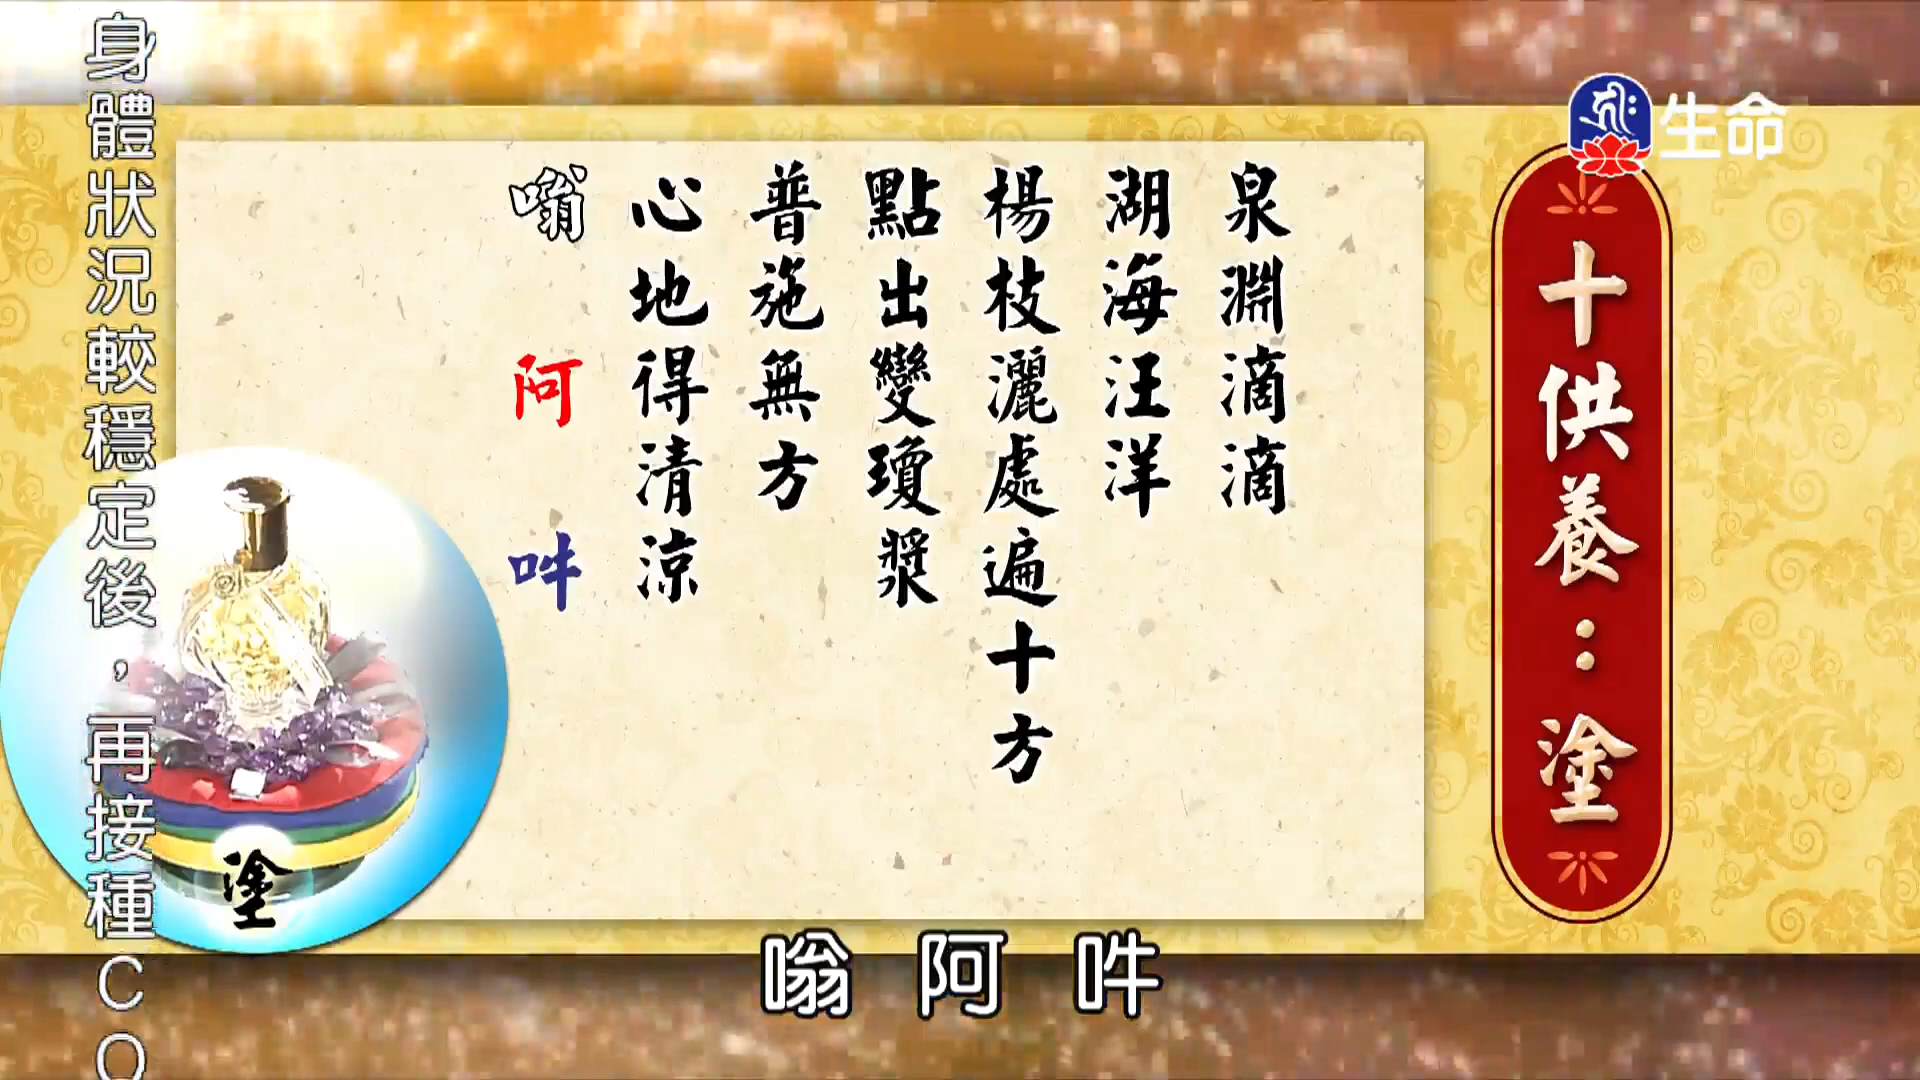 生命
十供養：塗
泉淵滴滴
湖海汪洋
楊枝灑處遍十方
點出變瓊漿
普施無方
心地得清涼
嗡阿吽
塗
身體狀況較穩定後，再接種CO
嗡阿吽